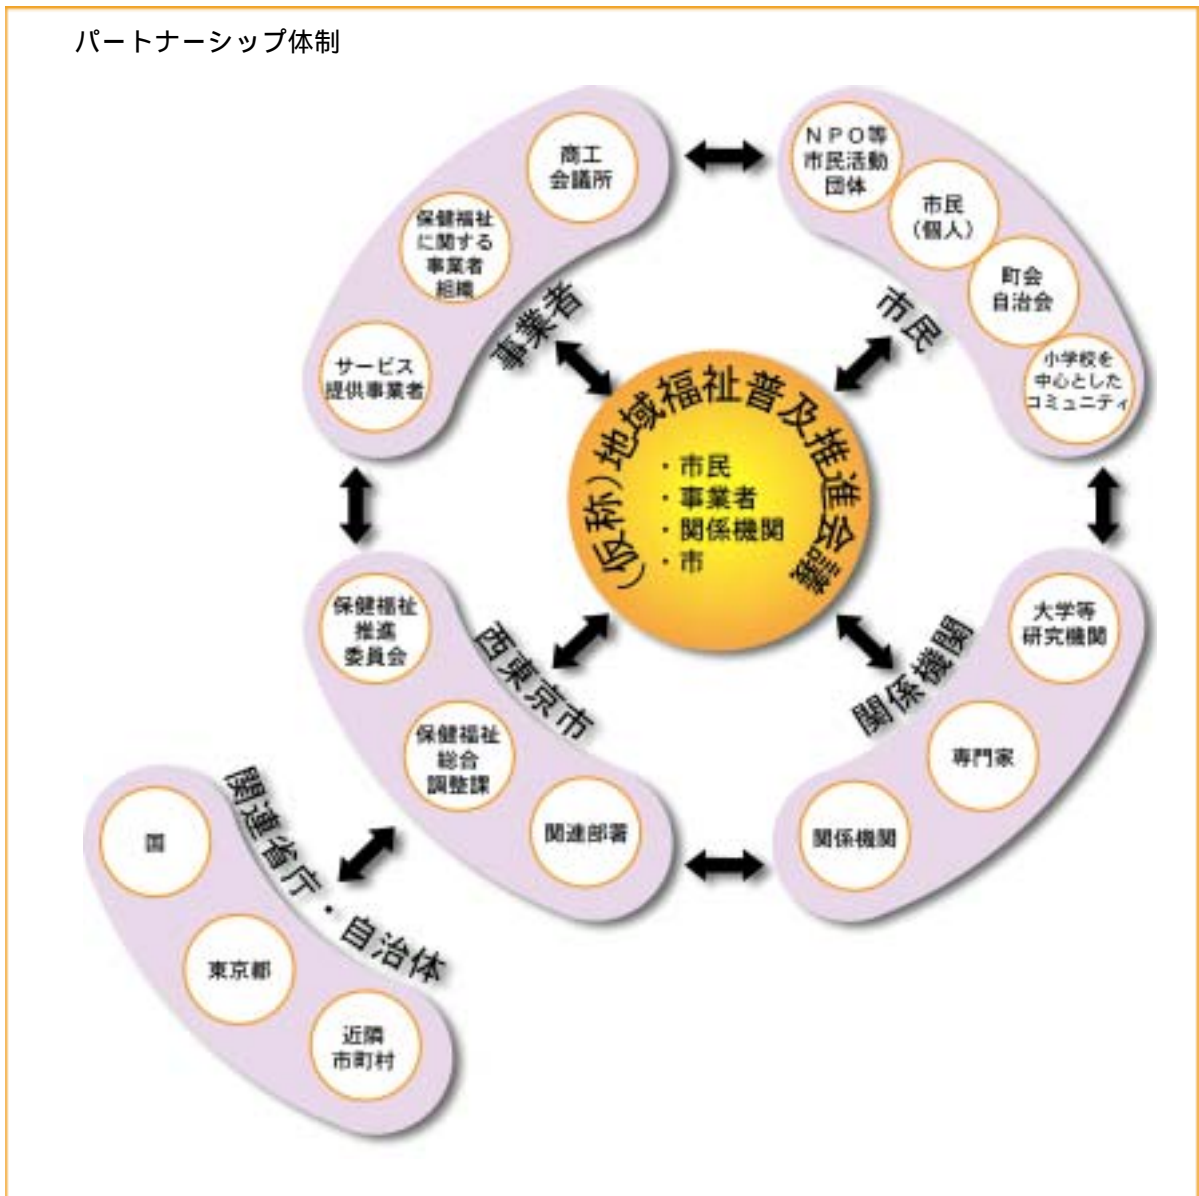 パートナーシップ体制
商工
会議所
保健福祉
に関する
事業者
組織
サービス
提供事業者
事業者
ＮＰＯ等
市民活動
団体
市民
（個人）
町会
自治会
小学校を
中心とした
コミュニティ
市民
（仮称）地域福祉普及推進会議
・市民
・事業者
・関係機関
・市
保健福祉
推進
委員会
保健福祉
総合
調整課
関連部署
西東京市
大学等
研究機関
専門家
関係機関
関係機関
国
東京都
近隣
市町村
関連省庁・自治体